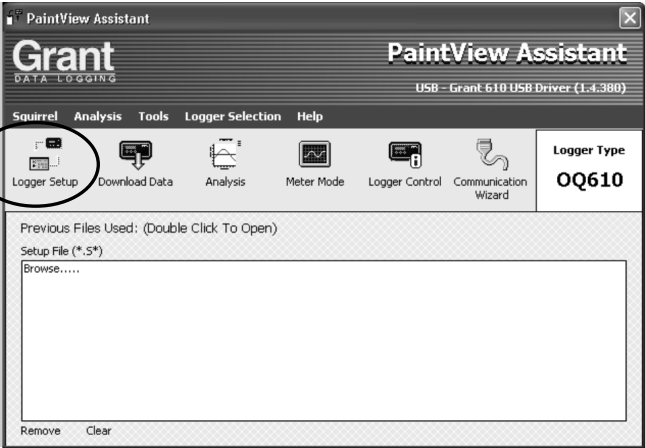 PaintView Assistant
Grant
DATA LOGGING
PaintView Assistant
USB - Grant 610 USB Driver (1.4.380)
Squirrel Analysis Tools Logger Selection Help
Logger Setup
Download Data
Analysis
Meter Mode
Logger Control
Communication Wizard
Logger Type
OQ610
Previous Files Used: (Double Click To Open)
Setup File (*.S*)
Browse.....
Remove Clear